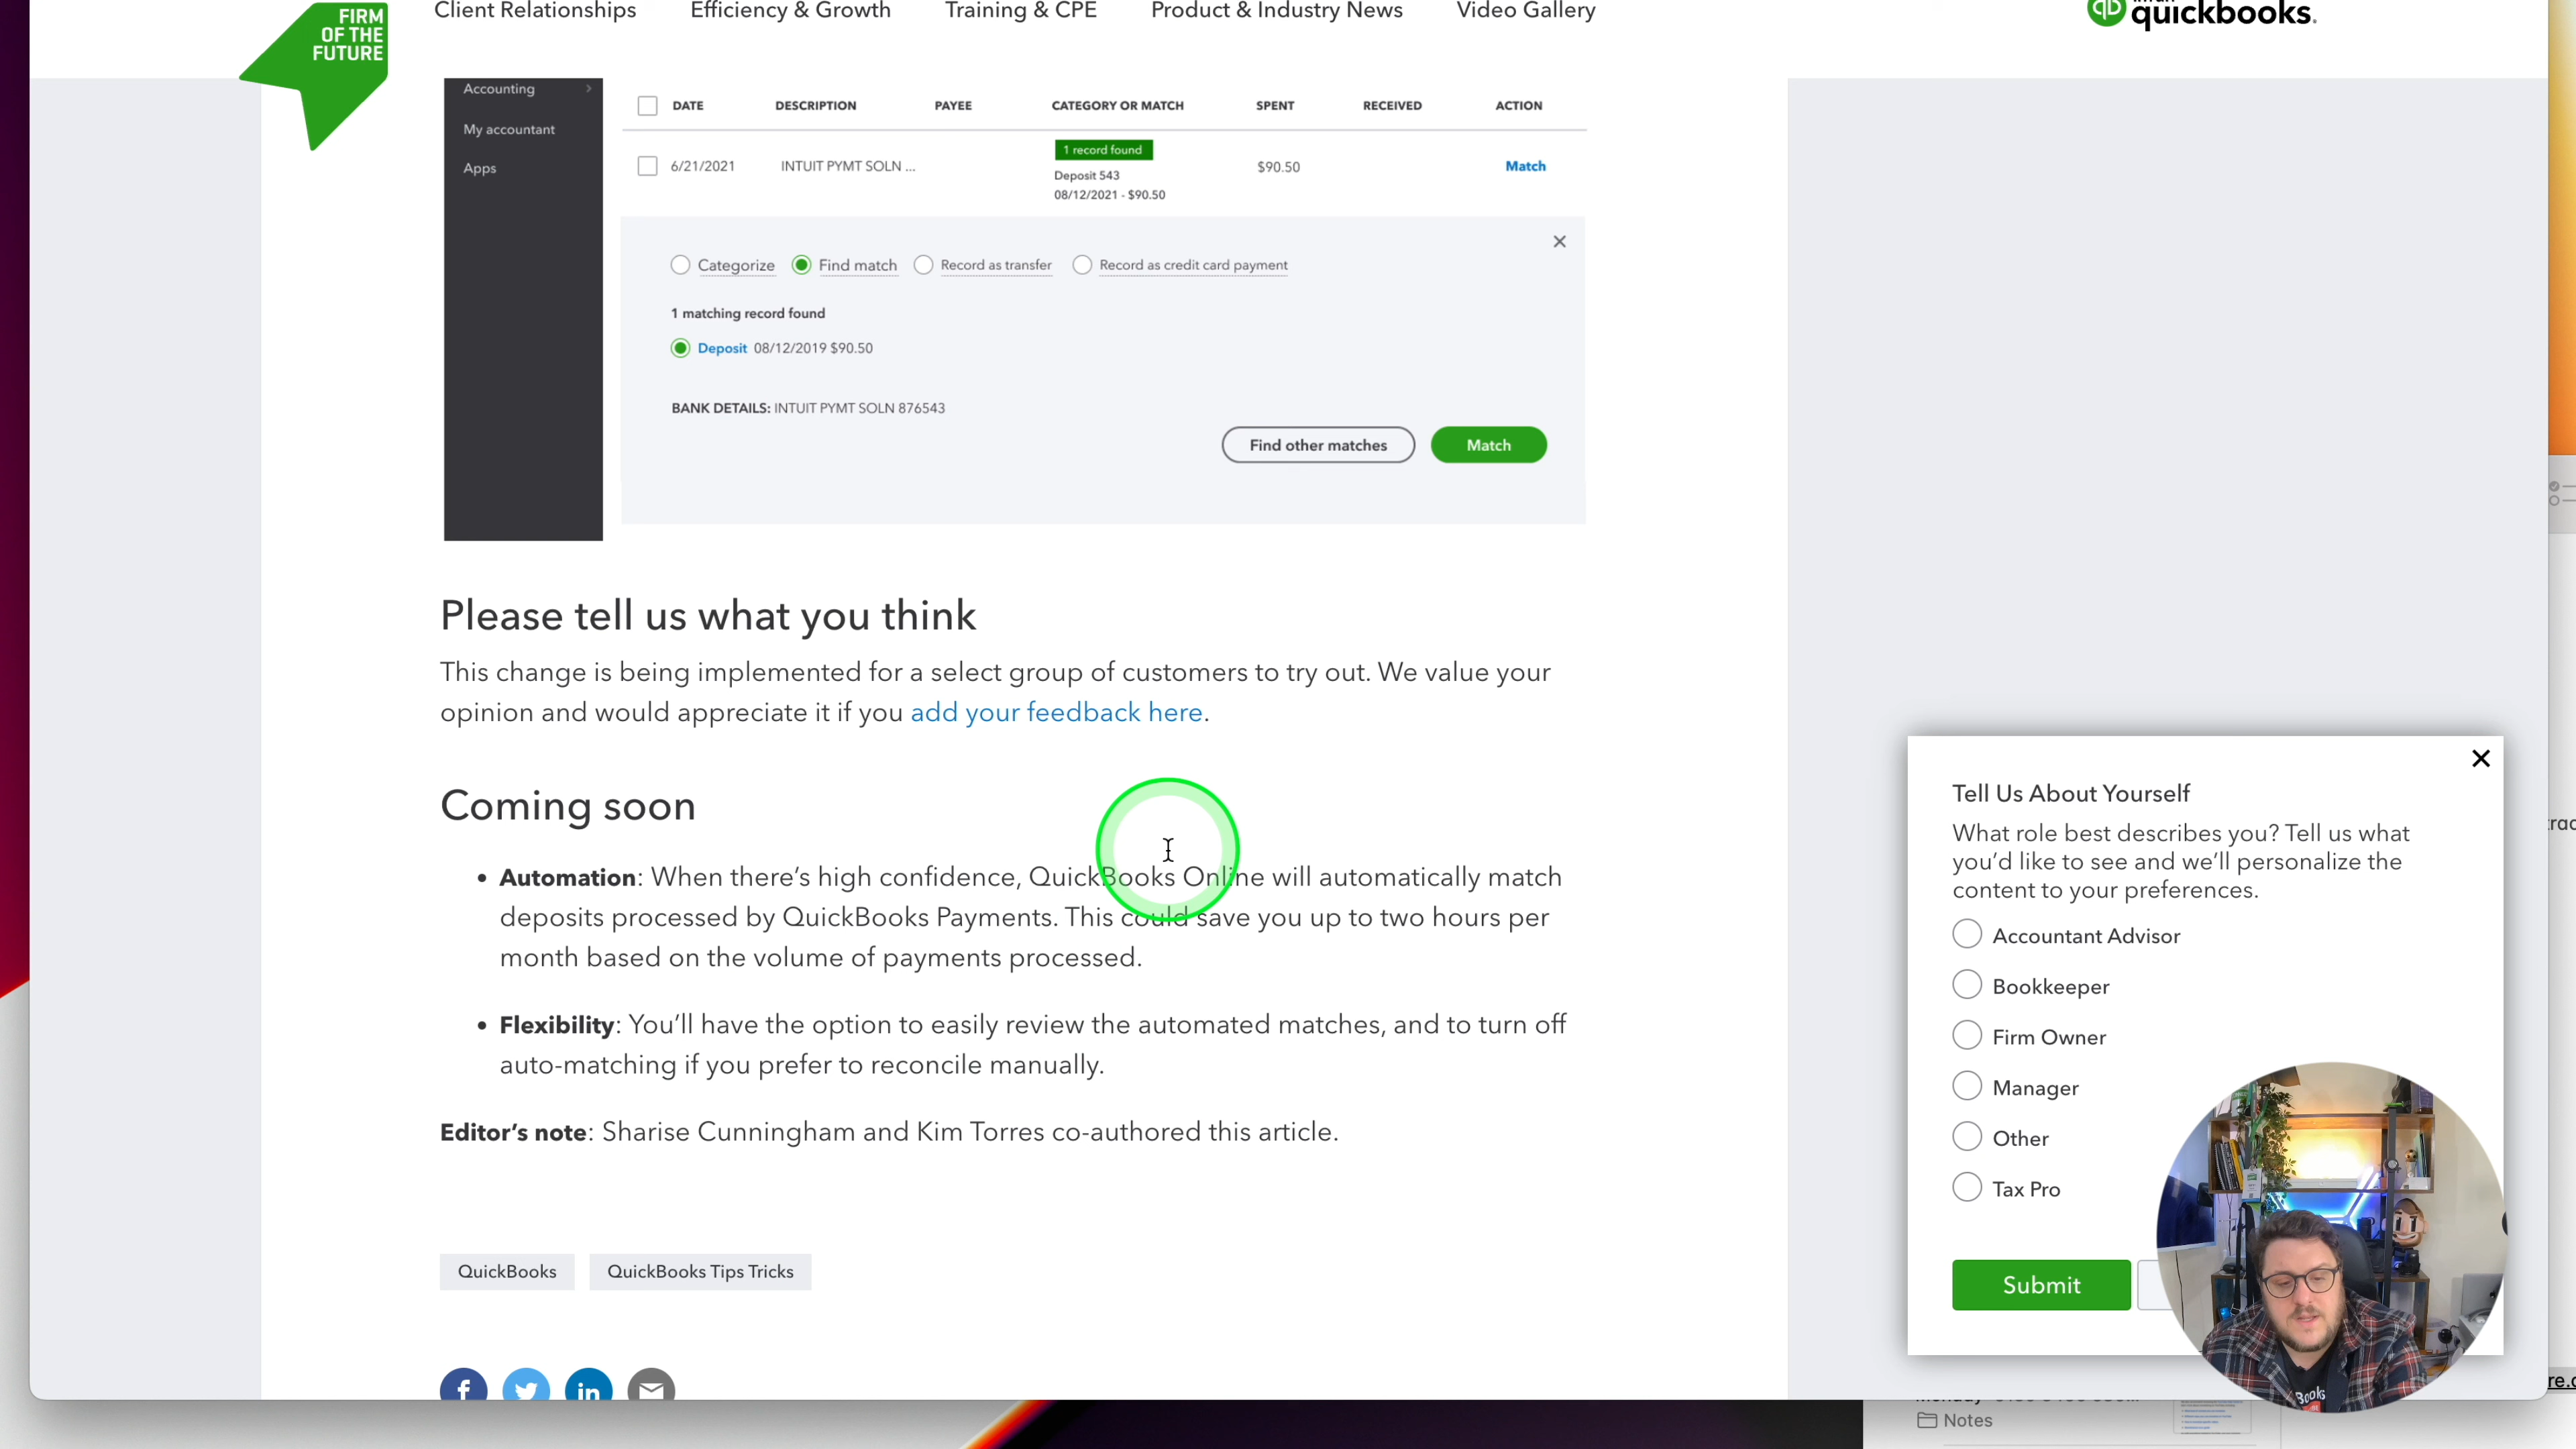 FIRM
OF THE
FUTURE
Client Relationships Efficiency & Growth Training & CPE Product & Industry News Video Gallery
quickbooks.
Accounting
My accountant
Apps
DATE DESCRIPTION PAYEE CATEGORY OR MATCH SPENT RECEIVED ACTION
1 record found
6/21/2021 INTUIT PYMT SOLN ... $90.50 Match
Deposit 543
08/12/2021 - $90.50
Categorize Find match Record as transfer Record as credit card payment
1 matching record found
Deposit 08/12/2019 $90.50
BANK DETAILS: INTUIT PYMT SOLN 876543
Find other matches Match
Please tell us what you think
This change is being implemented for a select group of customers to try out. We value your
opinion and would appreciate it if you add your feedback here.
Coming soon
• Automation: When there's high confidence, QuickBooks Online will automatically match
deposits processed by QuickBooks Payments. This could save you up to two hours per
month based on the volume of payments processed.
• Flexibility: You'll have the option to easily review the automated matches, and to turn off
auto-matching if you prefer to reconcile manually.
Editor's note: Sharise Cunningham and Kim Torres co-authored this article.
QuickBooks QuickBooks Tips Tricks
Tell Us About Yourself
What role best describes you? Tell us what
you'd like to see and we'll personalize the
content to your preferences.
Accountant Advisor
Bookkeeper
Firm Owner
Manager
Other
Tax Pro
Submit
Books
Notes